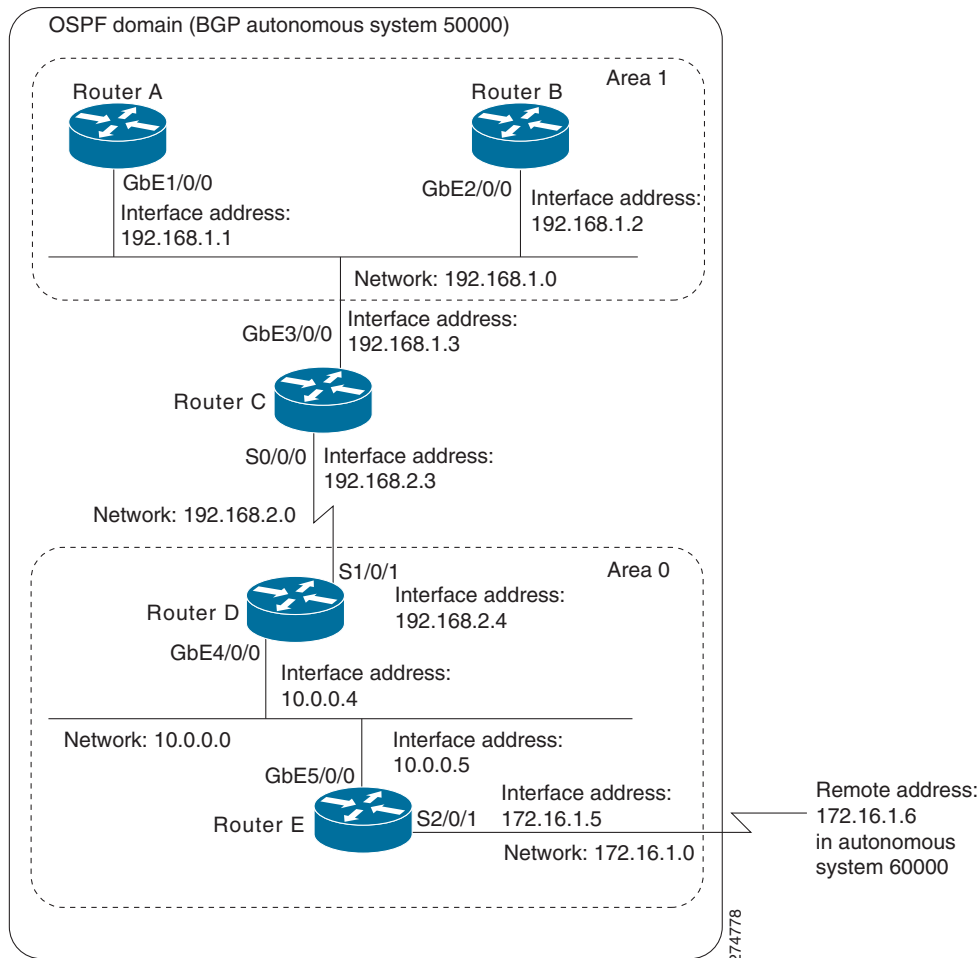 OSPF domain (BGP autonomous system 50000)
Area 1
Router A
Router B
GbE1/0/0
Interface address:
192.168.1.1
GbE2/0/0
Interface address:
192.168.1.2
Network: 192.168.1.0
GbE3/0/0
Interface address:
192.168.1.3
Router C
S0/0/0
Interface address:
192.168.2.3
Network: 192.168.2.0
Area 0
S1/0/1
Router D
Interface address:
192.168.2.4
GbE4/0/0
Interface address:
10.0.0.4
Network: 10.0.0.0
Interface address:
10.0.0.5
GbE5/0/0
Router E
S2/0/1
Interface address:
172.16.1.5
Network: 172.16.1.0
Remote address:
172.16.1.6
in autonomous
system 60000
274778